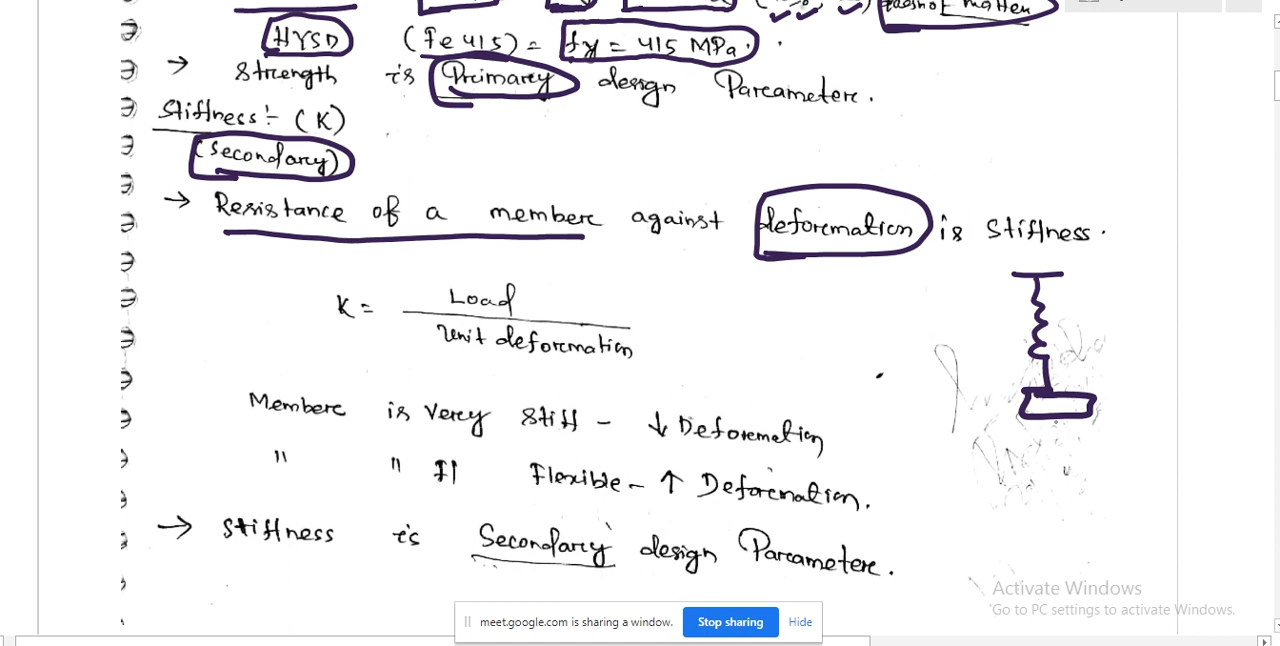 HYSD (Fe 415) = fy = 415 MPa.
→ Strength is Primary design Parameter.
Stiffness :- (K)
(Secondary)
→ Resistance of a member against deformation is stiffness.
K = Load
Unit deformation
Member is very stiff - ↓ Deformation
" " Flexible - ↑ Deformation.
→ Stiffness is Secondary design Parameter.
Activate Windows
Go to PC settings to activate Windows.
meet.google.com is sharing a window. Stop sharing Hide